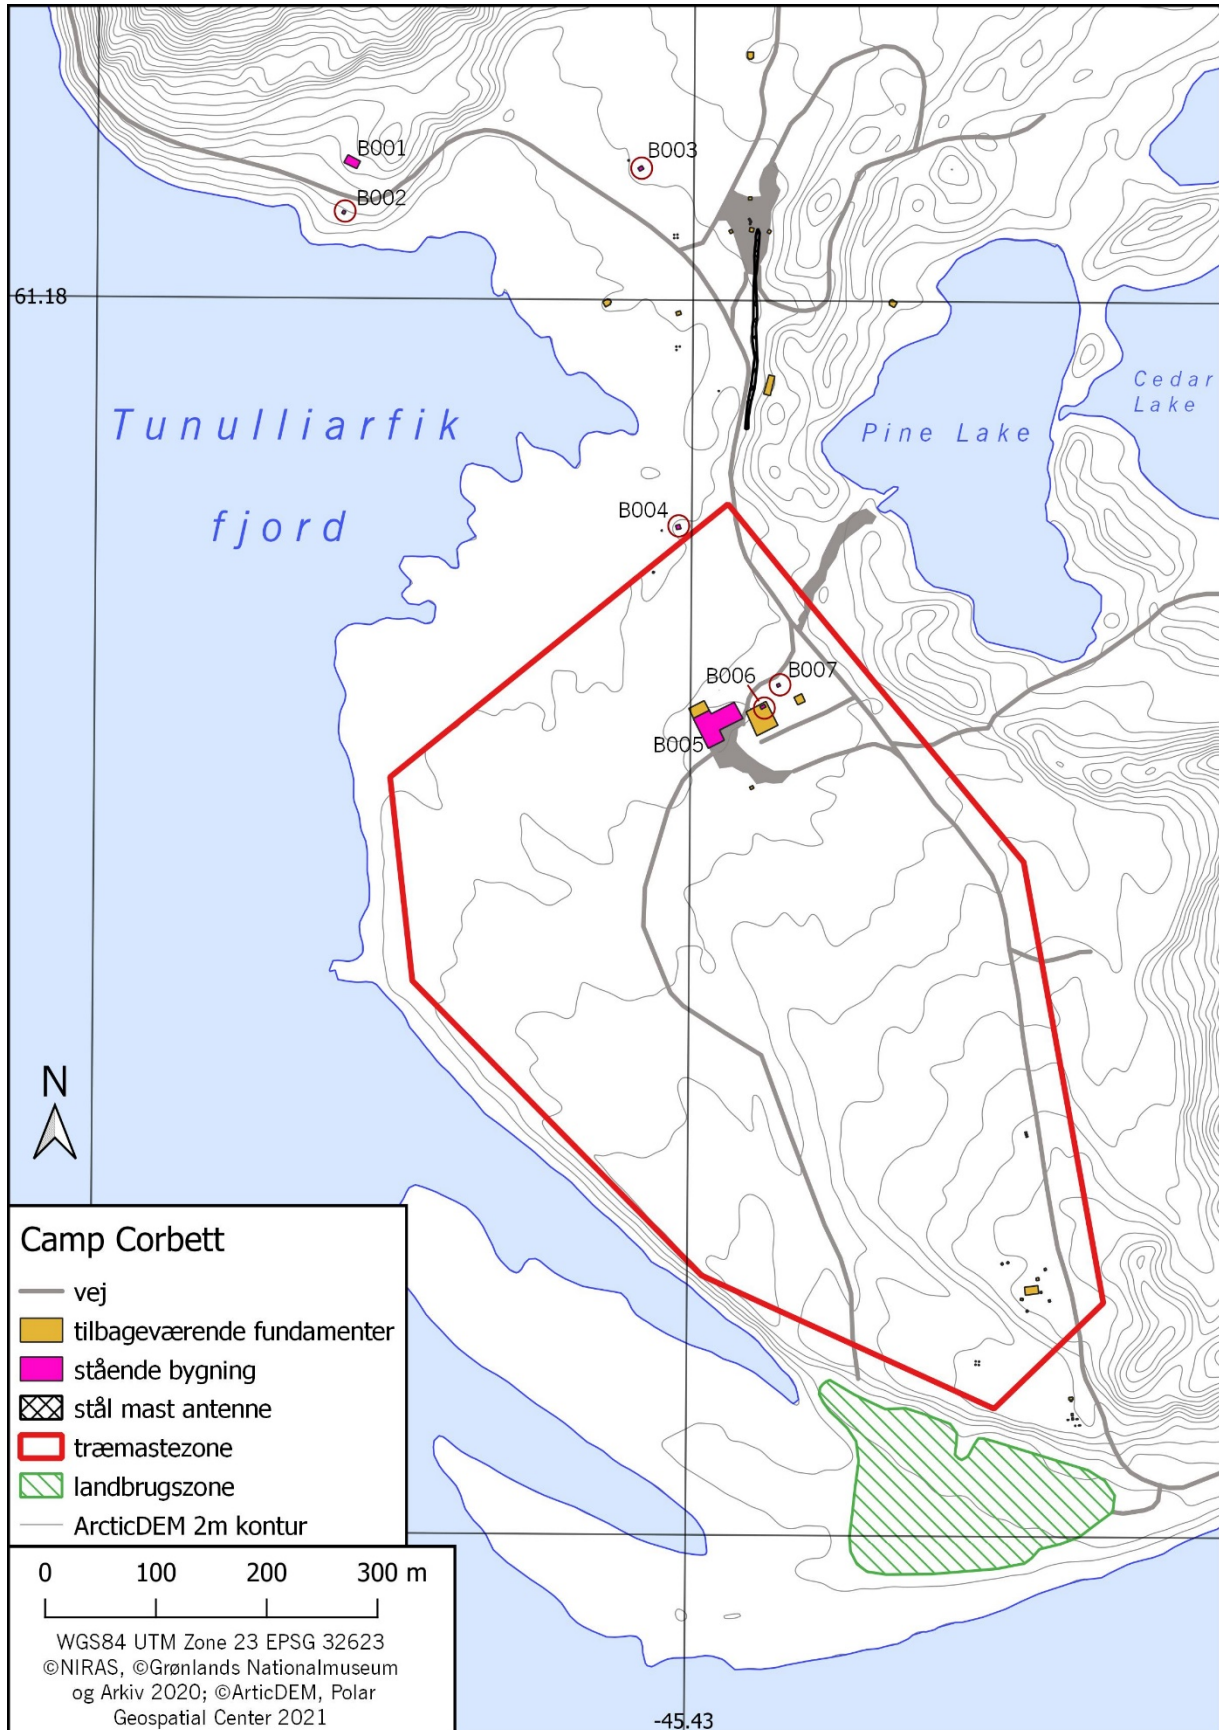 B001
B003
B002
61.18
Cedar
Lake
Tunulliarfik
fjord
Pine Lake
B004
B006
B007
B005
N
Camp Corbett
vej
tilbageværende fundamenter
stående bygning
stål mast antenne
træmastezone
landbrugszone
ArcticDEM 2m kontur
0 100 200 300 m
WGS84 UTM Zone 23 EPSG 32623
©NIRAS, ©Grønlands Nationalmuseum
og Arkiv 2020; ©ArticDEM, Polar
Geospatial Center 2021
-45.43